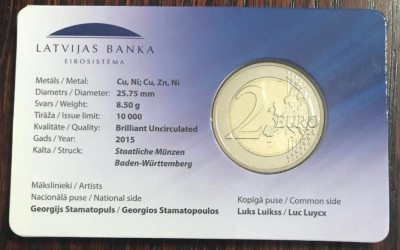 LATVIJAS BANKA
EIROSISTĒMA
Metāls / Metal: Cu, Ni; Cu, Zn, Ni
Diametrs / Diameter: 25.75 mm
Svars / Weight: 8.50 g
Tirāža / Issue limit: 10 000
Kvalitāte / Quality: Brilliant Uncirculated
Gads / Year: 2015
Kalta / Struck: Staatliche Münzen
Baden-Württemberg
2 EURO
Mākslinieki / Artists
Nacionālā puse / National side
Georgijs Stamatopuls / Georgios Stamatopoulos
Kopīgā puse / Common side
Luks Luikss / Luc Luycx